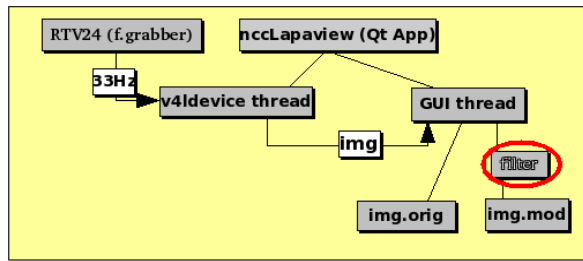 RTV24 (f.grabber)
nccLapaview (Qt App)
33Hz
v4ldevice thread
GUI thread
img
filter
img.orig
img.mod